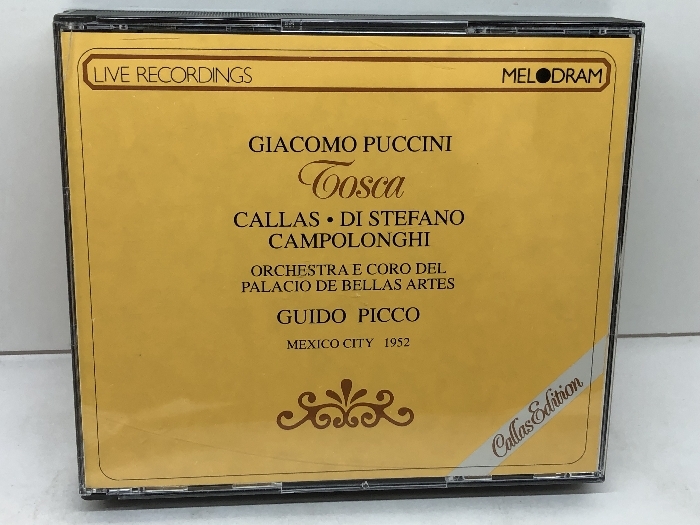 LIVE RECORDINGS
MELODRAM
GIACOMO PUCCINI
Tosca
CALLAS • DI STEFANO
CAMPOLONGHI
ORCHESTRA E CORO DEL
PALACIO DE BELLAS ARTES
GUIDO PICCO
MEXICO CITY 1952
Callas Edition